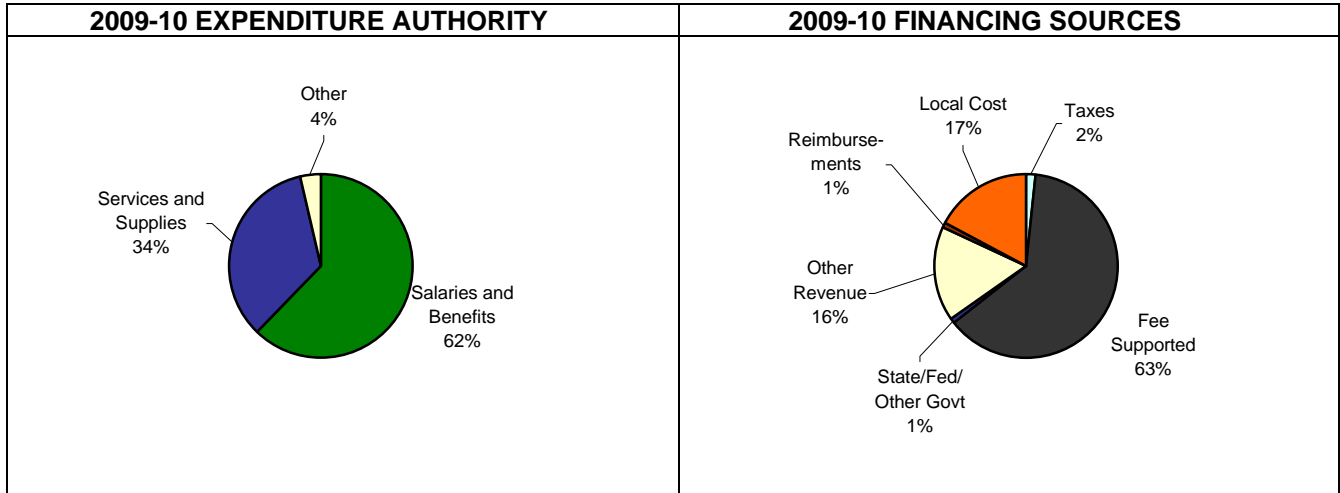 2009-10 EXPENDITURE AUTHORITY
Other
4%
Services and
Supplies
34%
Salaries and
Benefits
62%
2009-10 FINANCING SOURCES
Local Cost
17%
Taxes
2%
Reimburse-
ments
1%
Other
Revenue
16%
Fee
Supported
63%
State/Fed/
Other Govt
1%